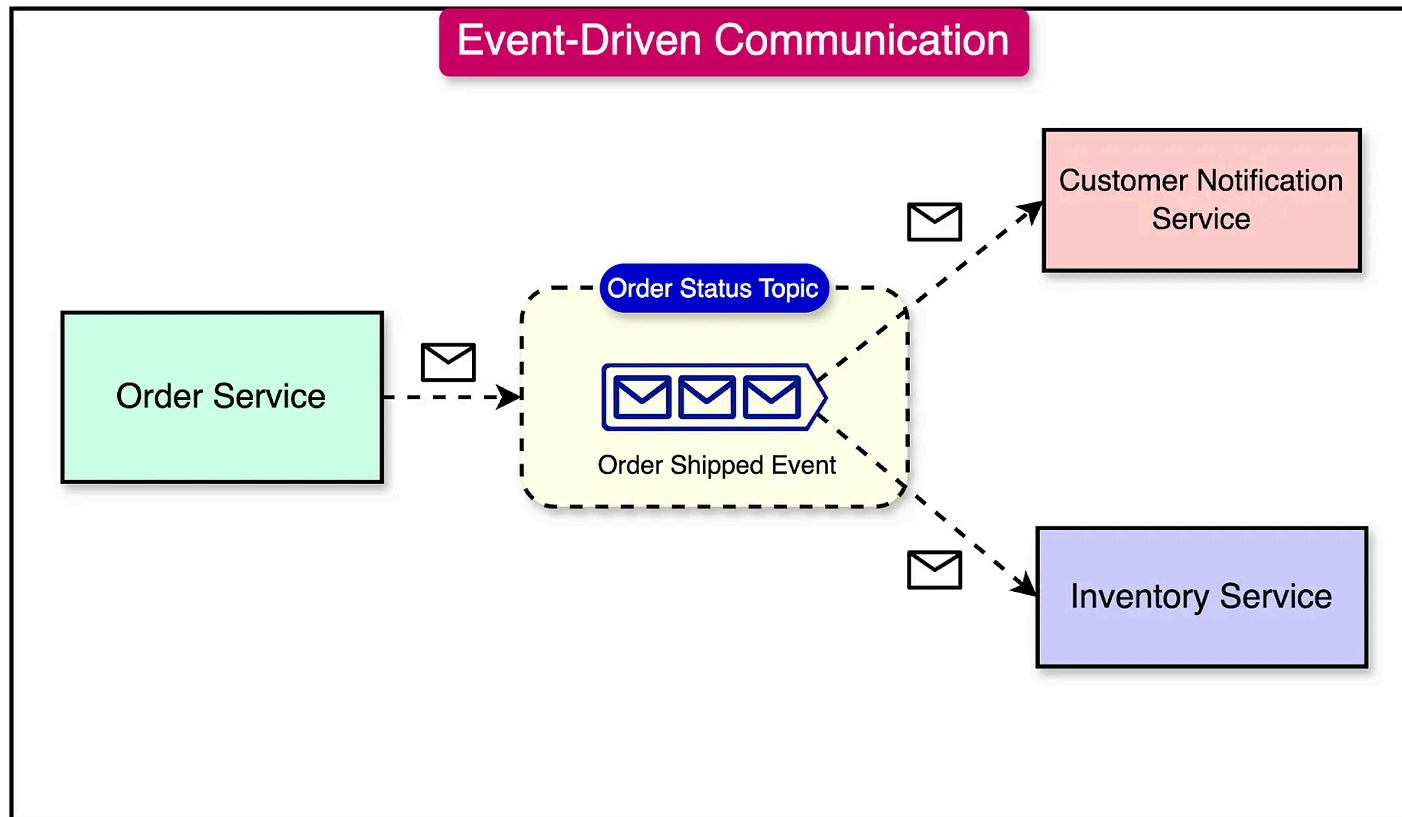 Event-Driven Communication
Customer Notification
Service
Order Status Topic
Order Service
Order Shipped Event
Inventory Service